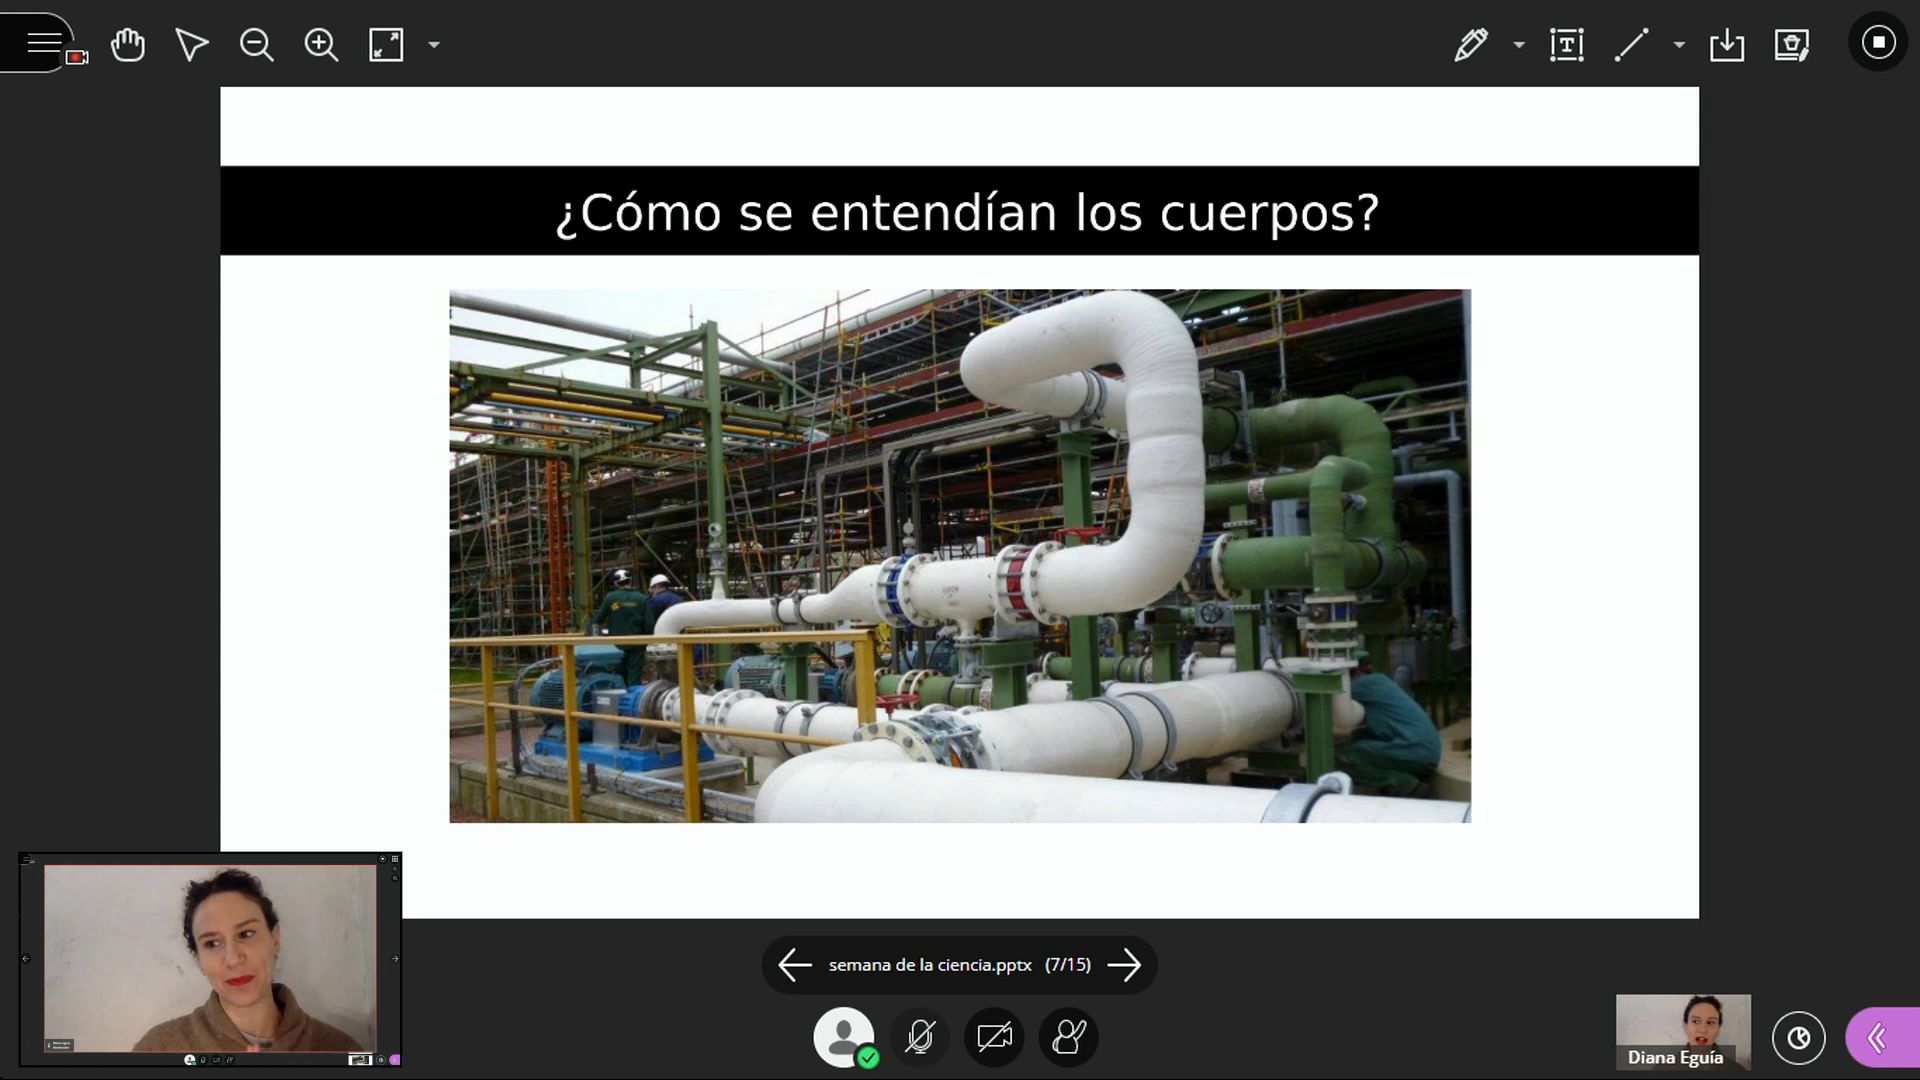 ¿Cómo se entendían los cuerpos?
semana de la ciencia.pptx (7/15)
Diana Eguía